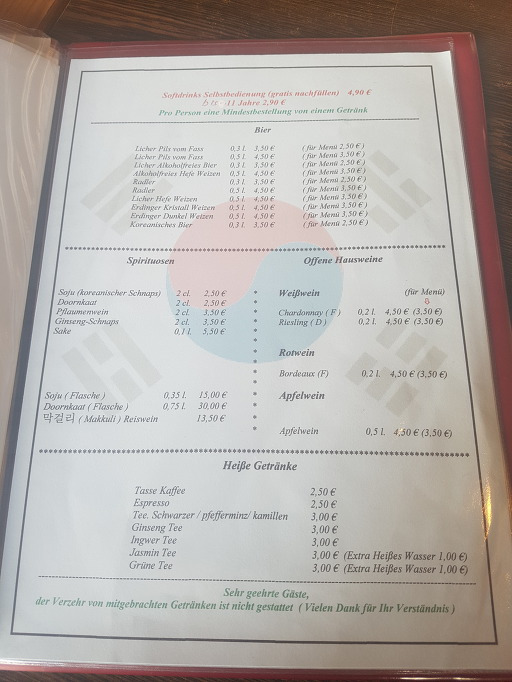 Softdrinks Selbstbedienung (gratis nachfüllen) 4,90 €
11 Jahre 2,90 €
Pro Person eine Mindestbestellung von einem Getränk
Bier
Licher Pils vom Fass 0,3 l. 3,50 € ( für Menü 2,50 € )
Licher Pils vom Fass 0,5 l. 4,50 € ( für Menü 3,50 € )
Licher Alkoholfreies Bier 0,3 l. 3,50 € ( für Menü 2,50 € )
Alkoholfreies Hefe Weizen 0,5 l. 4,50 € ( für Menü 3,50 € )
Radler 0,3 l. 3,50 € ( für Menü 2,50 € )
Radler 0,5 l. 4,50 € ( für Menü 3,50 € )
Licher Hefe Weizen 0,5 l. 4,50 € ( für Menü 3,50 € )
Erdinger Kristall Weizen 0,5 l. 4,50 € ( für Menü 3,50 € )
Erdinger Dunkel Weizen 0,5 l. 4,50 € ( für Menü 3,50 € )
Koreanisches Bier 0,3 l. 3,50 € ( für Menü 2,50 € )
Spirituosen
Soju (koreanischer Schnaps) 2 cl. 2,50 €
Doornkaat 2 cl. 2,50 €
Pflaumenwein 2 cl. 3,50 €
Ginseng-Schnaps 2 cl. 3,50 €
Sake 0,1 l. 5,50 €
Soju ( Flasche ) 0,35 l. 15,00 €
Doornkaat ( Flasche ) 0,75 l. 30,00 €
막걸리 ( Makkuli ) Reiswein 13,50 €
Offene Hausweine
Weißwein (für Menü)
Chardonnay ( F ) 0,2 l. 4,50 € (3,50 €)
Riesling ( D ) 0,2 l. 4,50 € (3,50 €)
Rotwein
Bordeaux (F) 0,2 l. 4,50 € (3,50 €)
Apfelwein
Apfelwein 0,5 l. 4,50 € (3,50 €)
Heiße Getränke
Tasse Kaffee 2,50 €
Espresso 2,50 €
Tee. Schwarzer / pfefferminz/ kamillen 3,00 €
Ginseng Tee 3,00 €
Ingwer Tee 3,00 €
Jasmin Tee 3,00 € (Extra Heißes Wasser 1,00 €)
Grüne Tee 3,00 € (Extra Heißes Wasser 1,00 €)
Sehr geehrte Gäste,
der Verzehr von mitgebrachten Getränken ist nicht gestattet ( Vielen Dank für Ihr Verständnis )